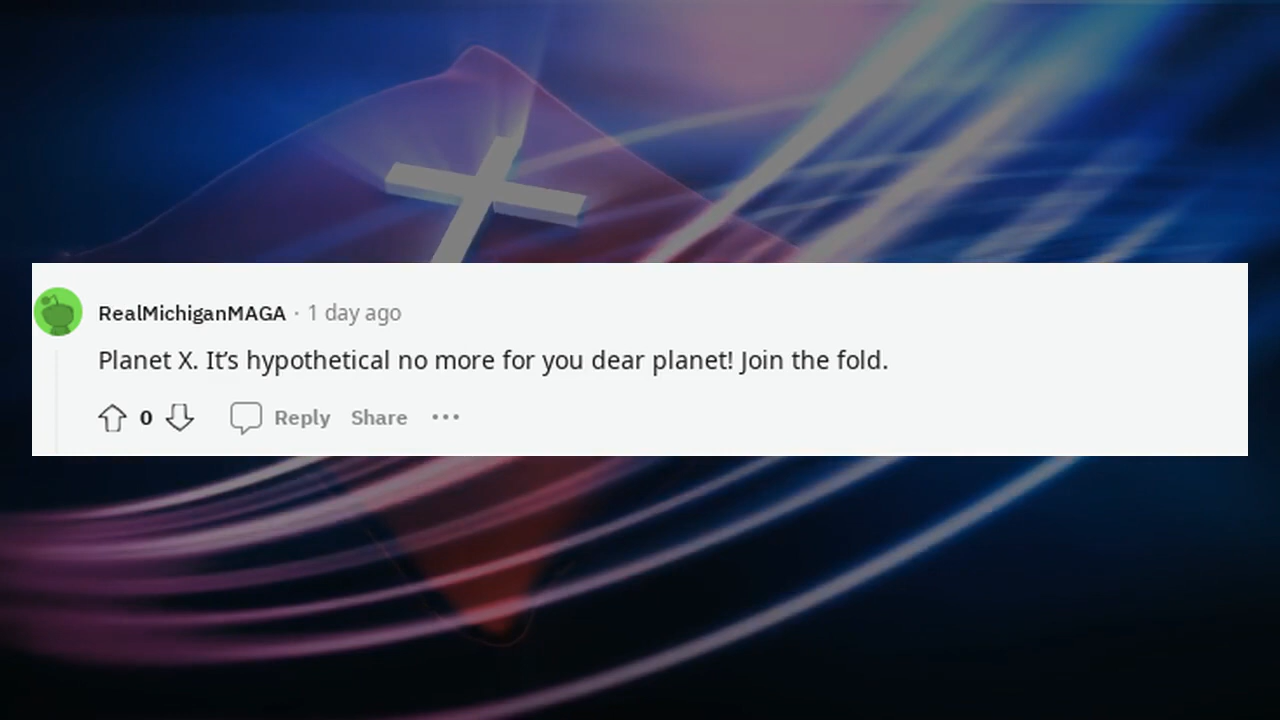 RealMichiganMAGA · 1 day ago
Planet X. It’s hypothetical no more for you dear planet! Join the fold.
0 Reply Share ···